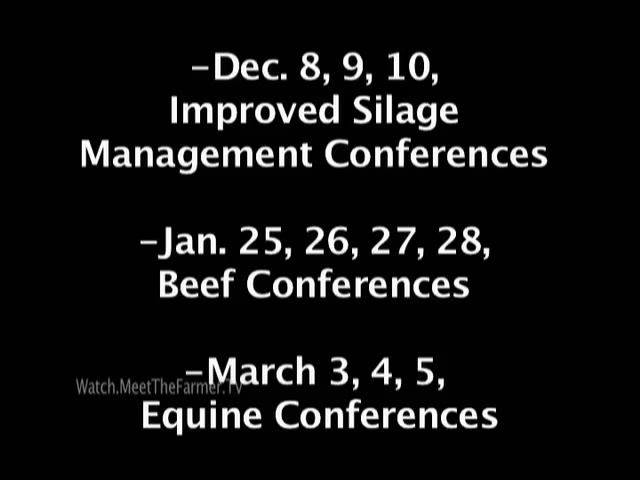 –Dec. 8, 9, 10,
Improved Silage
Management Conferences
–Jan. 25, 26, 27, 28,
Beef Conferences
–March 3, 4, 5,
Watch.MeetTheFarmer.TV
Equine Conferences